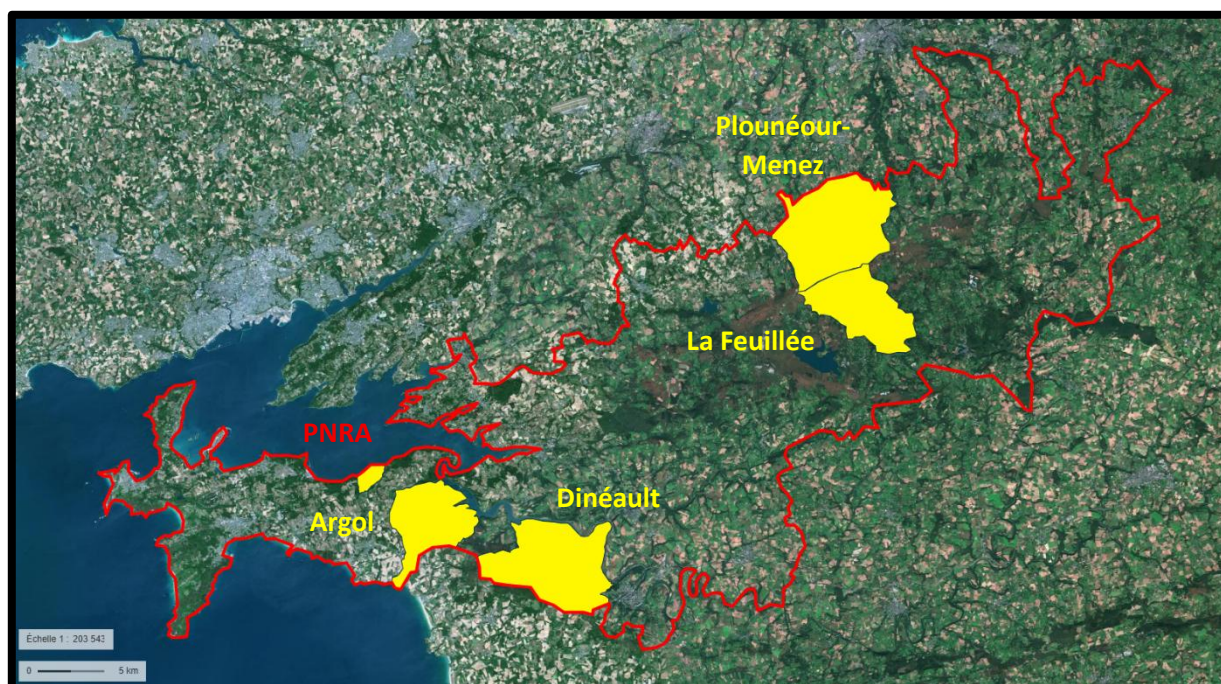 Plounéour-
Menez
La Feuillée
PNRA
Dinéault
Argol
Échelle 1 : 203 543
0 5 km